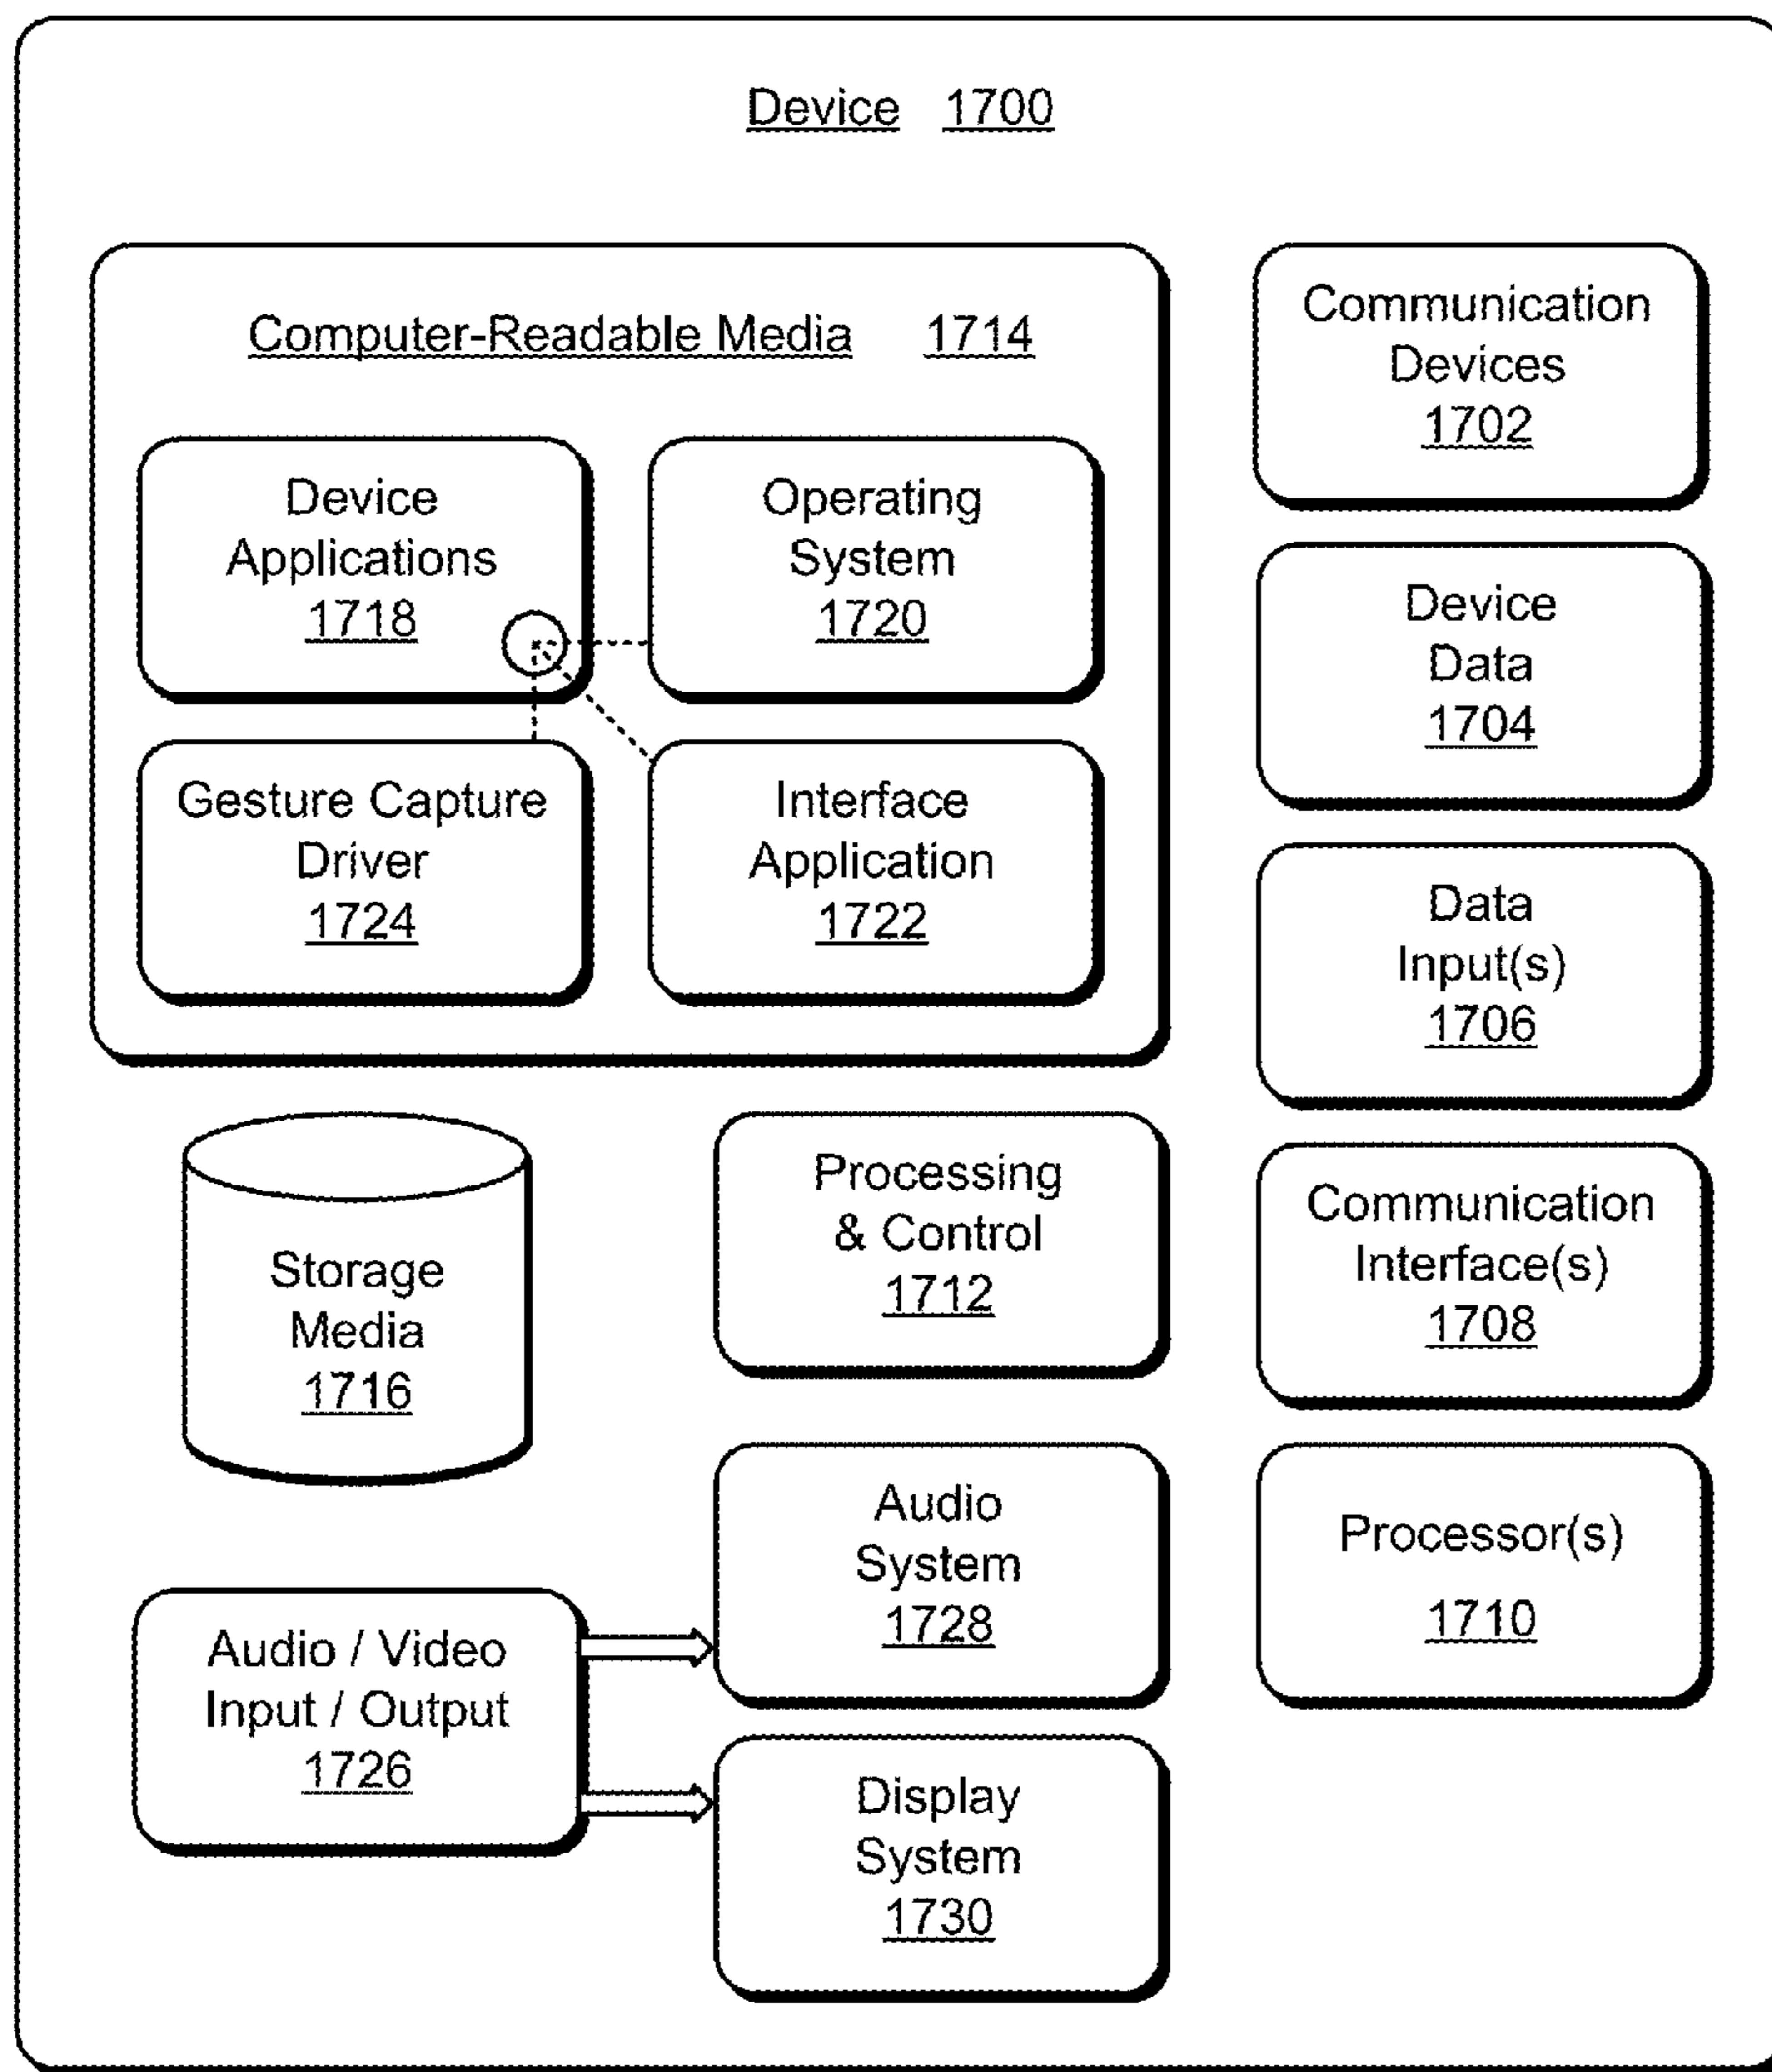 Device 1700
Computer-Readable Media 1714
Device
Applications
1718
Operating
System
1720
Gesture Capture
Driver
1724
Interface
Application
1722
Storage
Media
1716
Processing
& Control
1712
Audio / Video
Input / Output
1726
Audio
System
1728
Display
System
1730
Communication
Devices
1702
Device
Data
1704
Data
Input(s)
1706
Communication
Interface(s)
1708
Processor(s)
1710